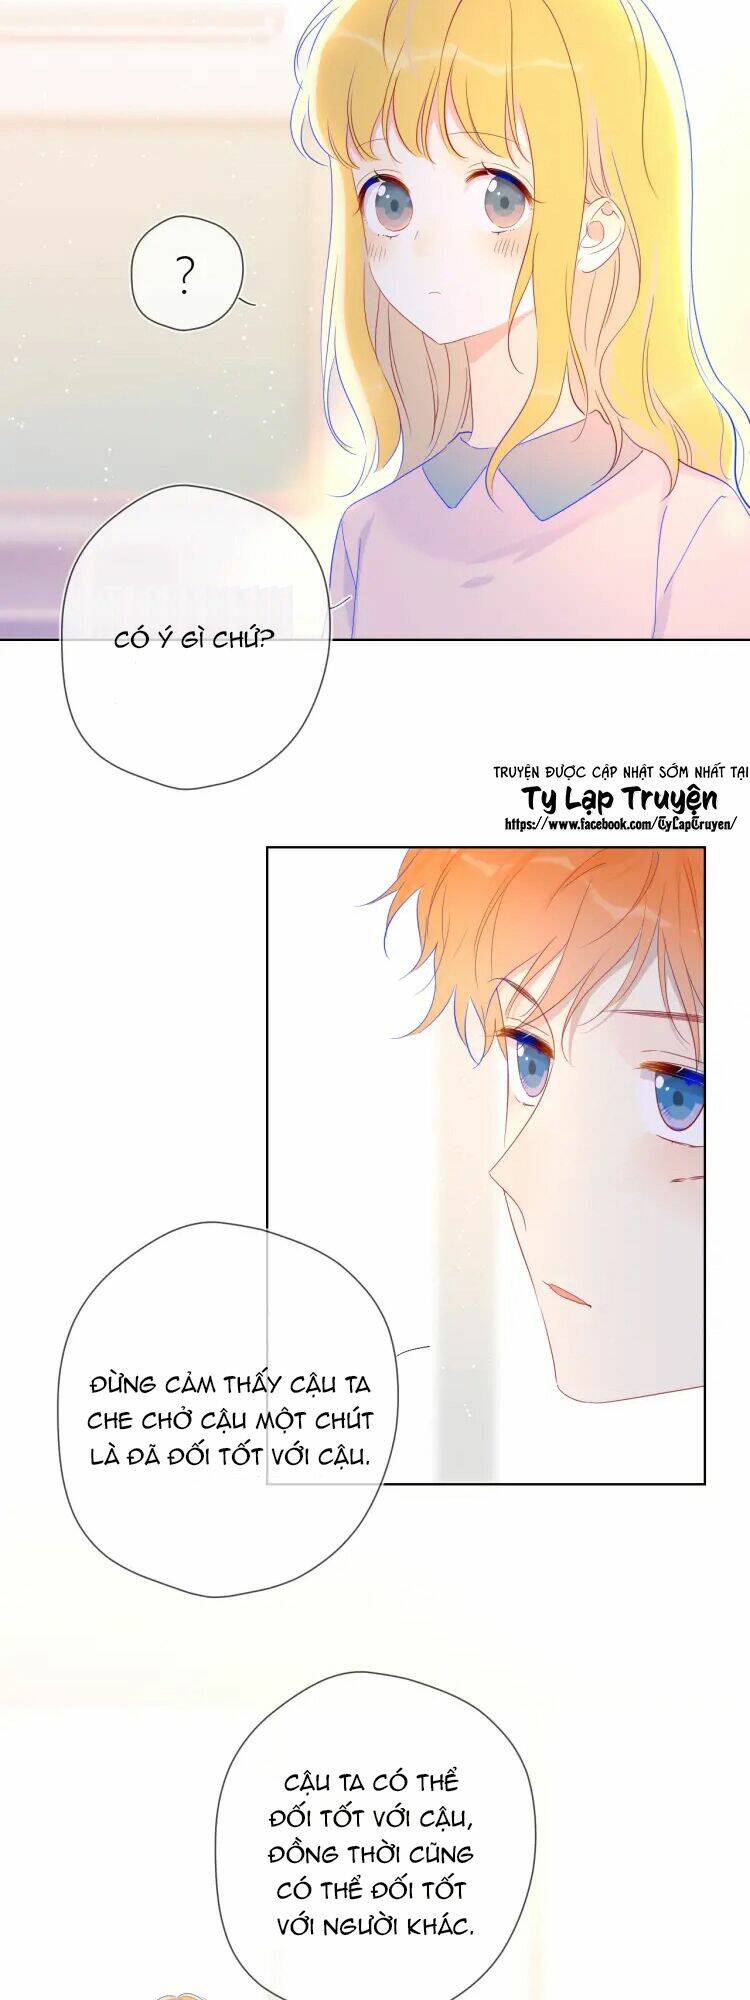 ?
CÓ Ý GÌ CHỨ?
TRUYỆN ĐƯỢC CẬP NHẬT SỚM NHẤT TẠI
Ty Lạp Truyện
https://www.facebook.com/TyLapTruyen/
ĐỪNG CẢM THẤY CẬU TA
CHE CHỞ CẬU MỘT CHÚT
LÀ ĐÃ ĐỐI TỐT VỚI CẬU.
CẬU TA CÓ THỂ
ĐỐI TỐT VỚI CẬU,
ĐỒNG THỜI CŨNG
CÓ THỂ ĐỐI TỐT
VỚI NGƯỜI KHÁC.